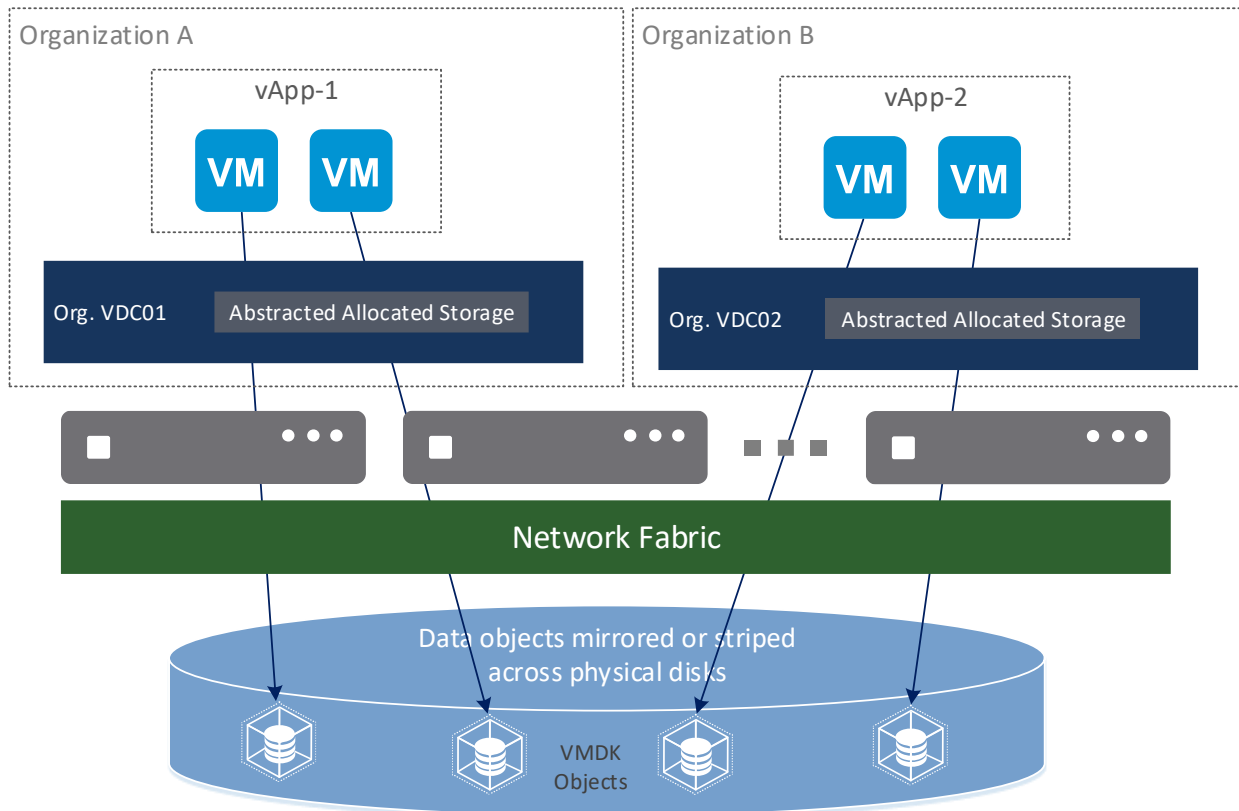 Organization A
Organization B
vApp-1
vApp-2
VM
VM
VM
VM
Org. VDC01
Abstracted Allocated Storage
Org. VDC02
Abstracted Allocated Storage
Network Fabric
Data objects mirrored or striped
across physical disks
VMDK
Objects